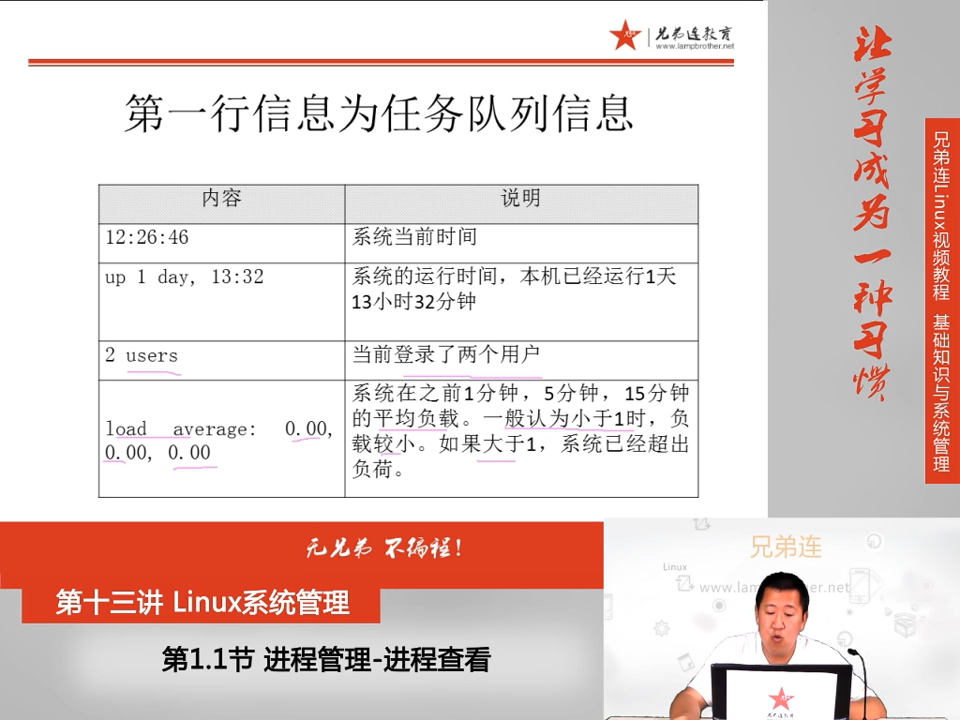 兄弟连教育
www.lampbrother.net
第一行信息为任务队列信息
内容
说明
12:26:46
系统当前时间
up 1 day, 13:32
系统的运行时间，本机已经运行1天
13小时32分钟
2 users
当前登录了两个用户
load average: 0.00,
0.00, 0.00
系统在之前1分钟，5分钟，15分钟
的平均负载。一般认为小于1时，负
载较小。如果大于1，系统已经超出
负荷。
让学习成为一种习惯
兄弟连Linux视频教程 基础知识与系统管理
无兄弟 不编程！
第十三讲 Linux系统管理
第1.1节 进程管理-进程查看
兄弟连
Linux
www.lampbrother.net
兄弟连教育